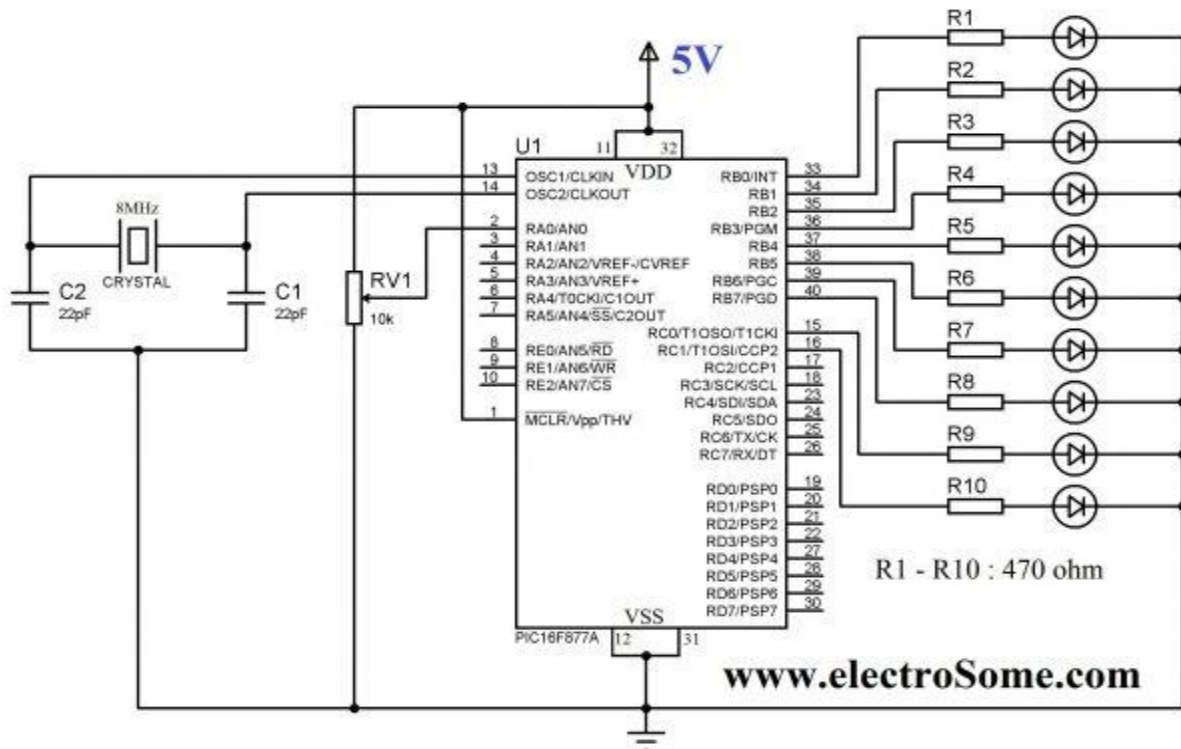 5V
U1
11
32
VDD
13
OSC1/CLKIN
14
OSC2/CLKOUT
2
RA0/AN0
3
RA1/AN1
4
RA2/AN2/VREF-/CVREF
5
RA3/AN3/VREF+
6
RA4/T0CKI/C1OUT
7
RA5/AN4/SS/C2OUT
8
RE0/AN5/RD
9
RE1/AN6/WR
10
RE2/AN7/CS
1
MCLR/Vpp/THV
RB0/INT
33
RB1
34
RB2
35
RB3/PGM
36
RB4
37
RB5
38
RB6/PGC
39
RB7/PGD
40
RC0/T1OSO/T1CKI
15
RC1/T1OSI/CCP2
16
RC2/CCP1
17
RC3/SCK/SCL
18
RC4/SDI/SDA
23
RC5/SDO
24
RC6/TX/CK
25
RC7/RX/DT
26
RD0/PSP0
19
RD1/PSP1
20
RD2/PSP2
21
RD3/PSP3
22
RD4/PSP4
27
RD5/PSP5
28
RD6/PSP6
29
RD7/PSP7
30
VSS
PIC16F877A
12
31
8MHz
CRYSTAL
C2
22pF
C1
22pF
RV1
10k
R1
R2
R3
R4
R5
R6
R7
R8
R9
R10
R1 - R10 : 470 ohm
www.electroSome.com